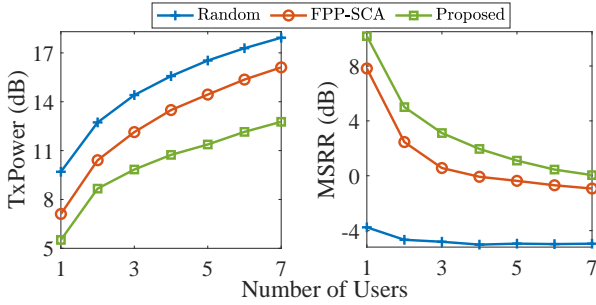 Random FPP-SCA Proposed
TxPower (dB)
17
14
11
8
5
1 3 5 7
MSRR (dB)
8
4
0
-4
1 3 5 7
Number of Users